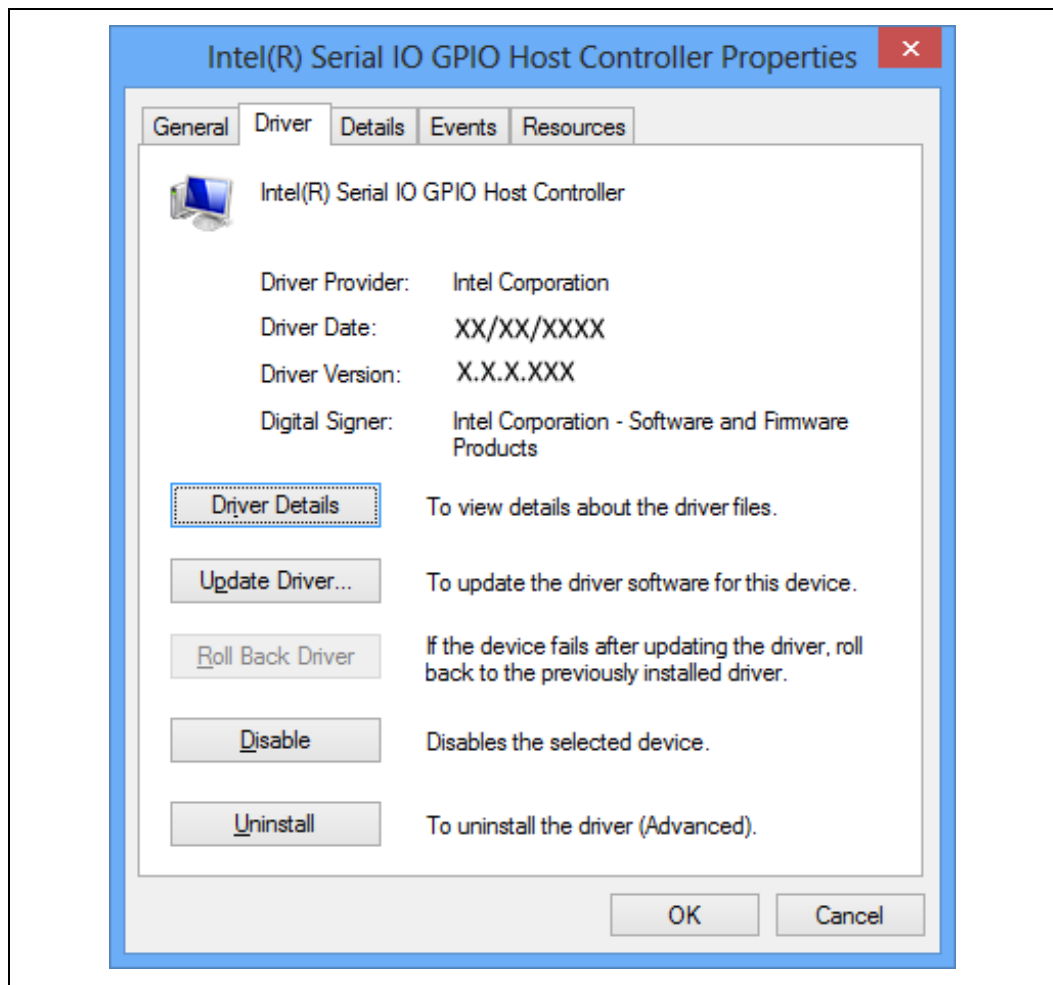 Intel(R) Serial IO GPIO Host Controller Properties
General Driver Details Events Resources
Intel(R) Serial IO GPIO Host Controller
Driver Provider: Intel Corporation
Driver Date: XX/XX/XXXX
Driver Version: X.X.X.XXX
Digital Signer: Intel Corporation - Software and Firmware
Products
Driver Details To view details about the driver files.
Update Driver... To update the driver software for this device.
Roll Back Driver If the device fails after updating the driver, roll
back to the previously installed driver.
Disable Disables the selected device.
Uninstall To uninstall the driver (Advanced).
OK Cancel